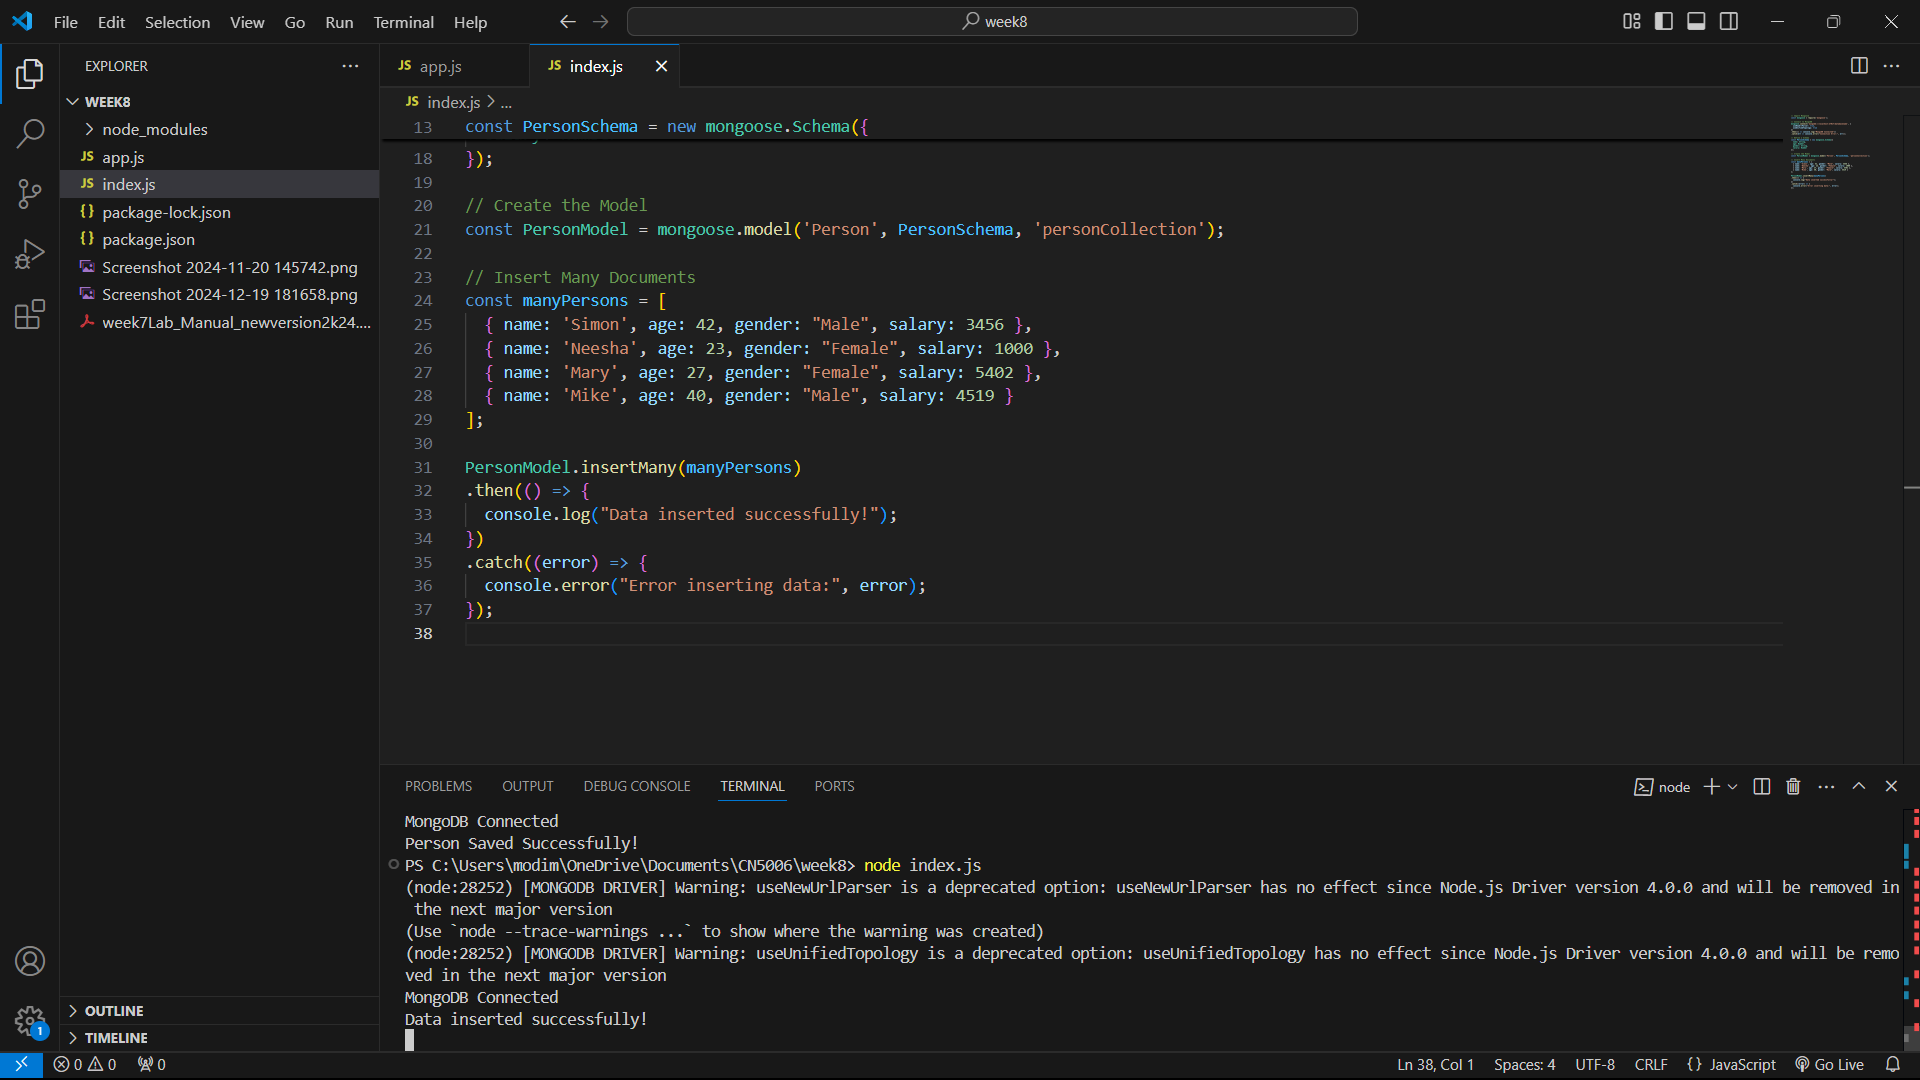 File Edit Selection View Go Run Terminal Help
week8
EXPLORER
WEEK8
node_modules
JS app.js
JS index.js
{} package-lock.json
{} package.json
Screenshot 2024-11-20 145742.png
Screenshot 2024-12-19 181658.png
week7Lab_Manual_newversion2k24....
OUTLINE
TIMELINE
JS app.js
JS index.js
JS index.js > ...
13 const PersonSchema = new mongoose.Schema({
18 });
19
20 // Create the Model
21 const PersonModel = mongoose.model('Person', PersonSchema, 'personCollection');
22
23 // Insert Many Documents
24 const manyPersons = [
25 { name: 'Simon', age: 42, gender: "Male", salary: 3456 },
26 { name: 'Neesha', age: 23, gender: "Female", salary: 1000 },
27 { name: 'Mary', age: 27, gender: "Female", salary: 5402 },
28 { name: 'Mike', age: 40, gender: "Male", salary: 4519 }
29 ];
30
31 PersonModel.insertMany(manyPersons)
32 .then(() => {
33 console.log("Data inserted successfully!");
34 })
35 .catch((error) => {
36 console.error("Error inserting data:", error);
37 });
38
PROBLEMS OUTPUT DEBUG CONSOLE TERMINAL PORTS
node
MongoDB Connected
Person Saved Successfully!
PS C:\Users\modim\OneDrive\Documents\CN5006\week8> node index.js
(node:28252) [MONGODB DRIVER] Warning: useNewUrlParser is a deprecated option: useNewUrlParser has no effect since Node.js Driver version 4.0.0 and will be removed in
the next major version
(Use `node --trace-warnings ...` to show where the warning was created)
(node:28252) [MONGODB DRIVER] Warning: useUnifiedTopology is a deprecated option: useUnifiedTopology has no effect since Node.js Driver version 4.0.0 and will be remo
ved in the next major version
MongoDB Connected
Data inserted successfully!
1
0 0 0
Ln 38, Col 1 Spaces: 4 UTF-8 CRLF {} JavaScript Go Live